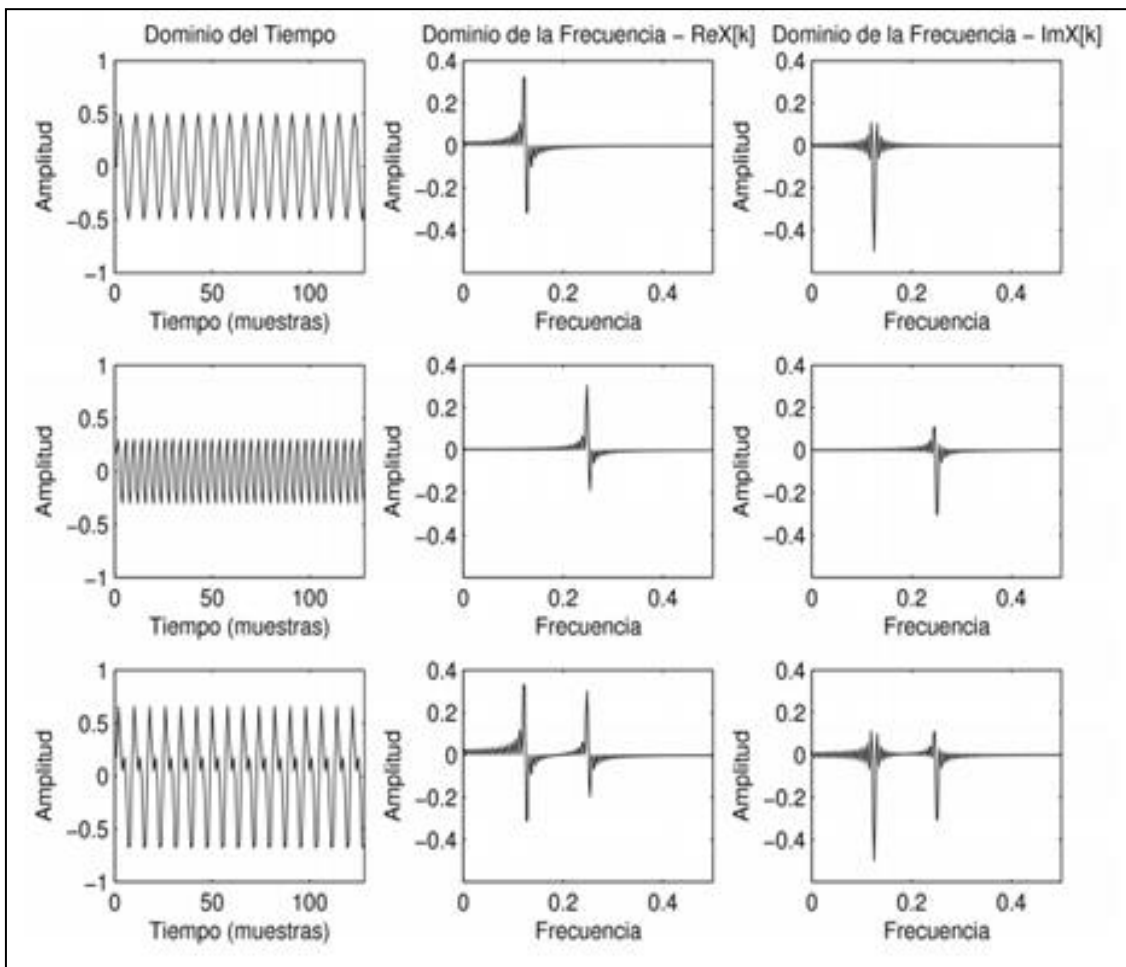 Dominio del Tiempo
Dominio de la Frecuencia – ReX[k]
Dominio de la Frecuencia – ImX[k]
1
0.5
0
−0.5
−1
Amplitud
0 50 100
Tiempo (muestras)
0.4
0.2
0
−0.2
−0.4
Amplitud
0 0.2 0.4
Frecuencia
0.4
0.2
0
−0.2
−0.4
Amplitud
0 0.2 0.4
Frecuencia
1
0.5
0
−0.5
−1
Amplitud
0 50 100
Tiempo (muestras)
0.4
0.2
0
−0.2
−0.4
Amplitud
0 0.2 0.4
Frecuencia
0.4
0.2
0
−0.2
−0.4
Amplitud
0 0.2 0.4
Frecuencia
1
0.5
0
−0.5
−1
Amplitud
0 50 100
Tiempo (muestras)
0.4
0.2
0
−0.2
−0.4
Amplitud
0 0.2 0.4
Frecuencia
0.4
0.2
0
−0.2
−0.4
Amplitud
0 0.2 0.4
Frecuencia